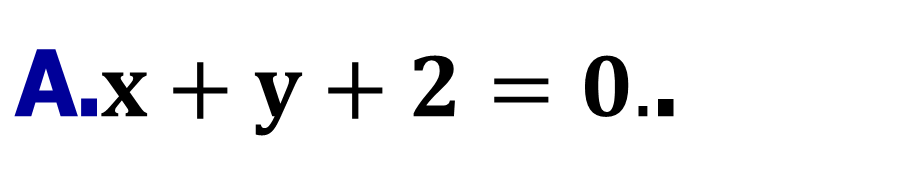 A.x + y + 2 = 0..